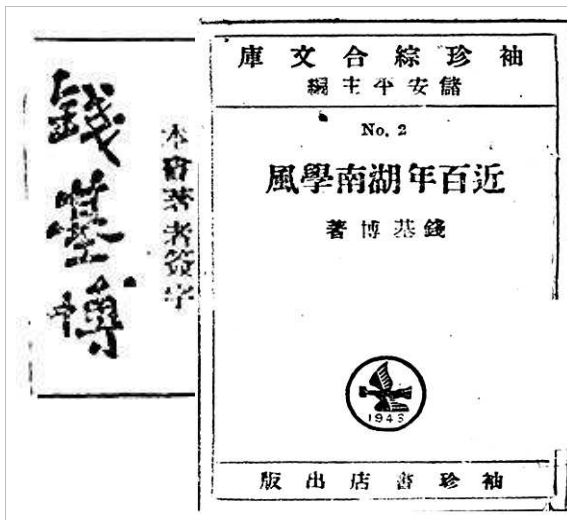 本書著者簽字
錢基博
袖珍綜合文庫
儲安平主編
No. 2
近百年湖南學風
錢基博著
1943
袖珍書店出版